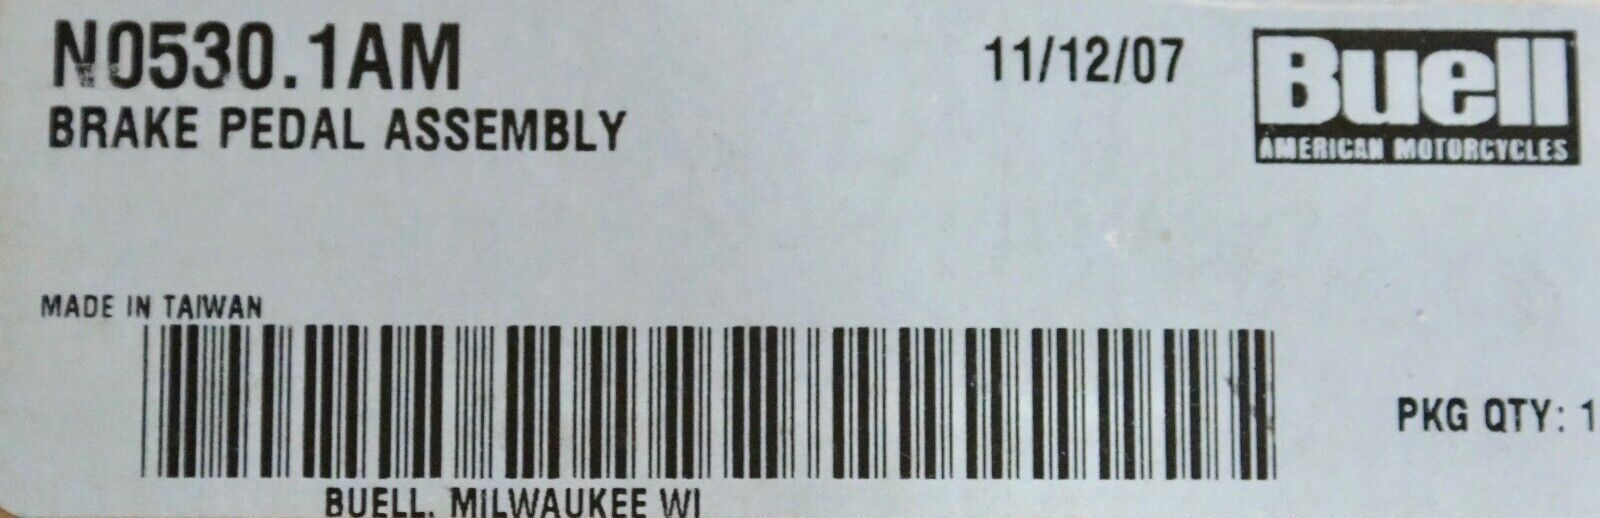 N0530.1AM
11/12/07
Buell
AMERICAN MOTORCYCLES
BRAKE PEDAL ASSEMBLY
MADE IN TAIWAN
PKG QTY: 1
BUELL, MILWAUKEE WI